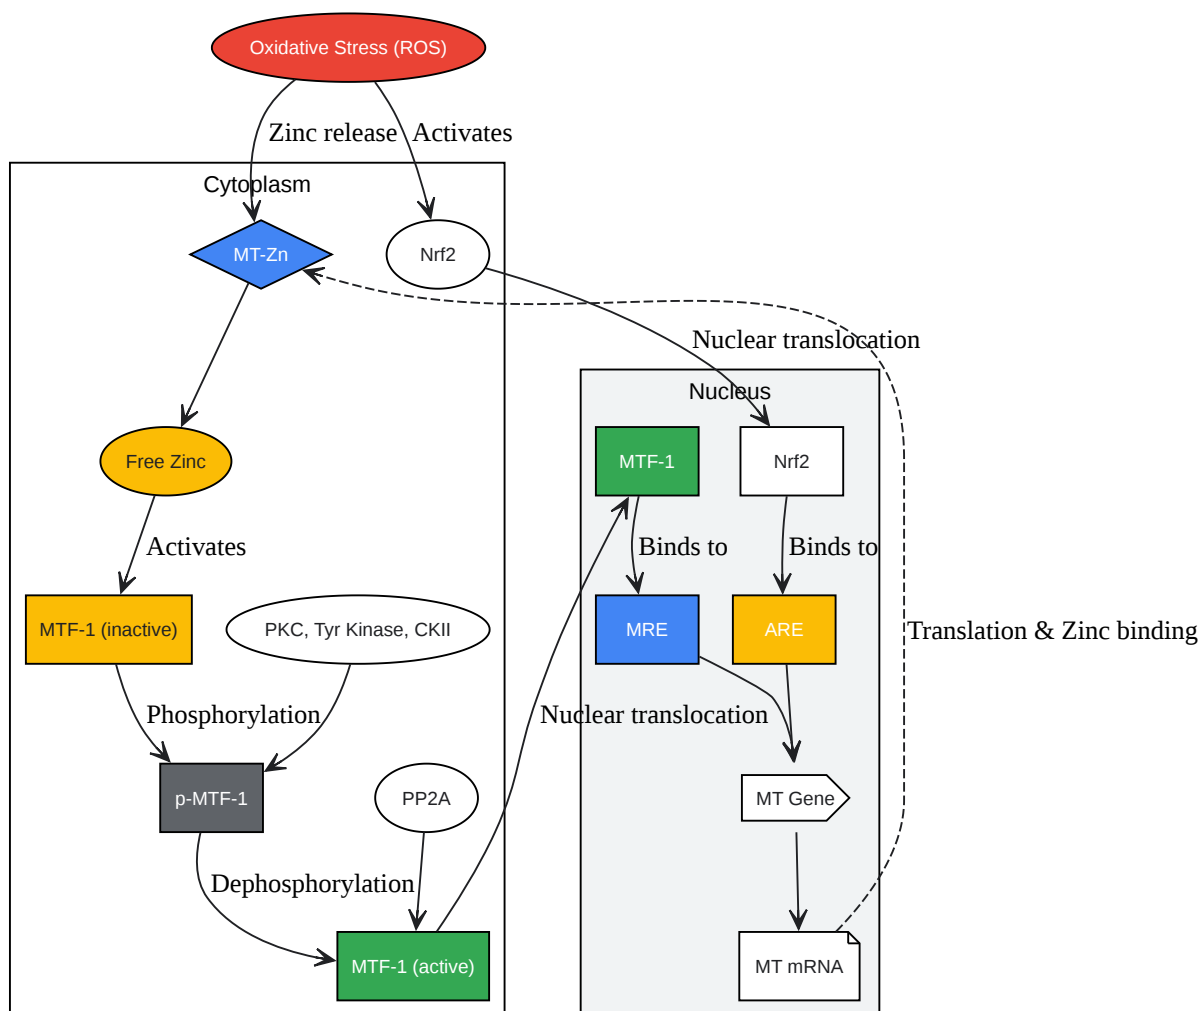 Oxidative Stress (ROS)
Zinc release
Activates
Cytoplasm
MT-Zn
Nrf2
Nuclear translocation
Nucleus
Free Zinc
MTF-1
Nrf2
Activates
Binds to
Binds to
MTF-1 (inactive)
PKC, Tyr Kinase, CKII
MRE
ARE
Translation & Zinc binding
Phosphorylation
Nuclear translocation
p-MTF-1
PP2A
MT Gene
Dephosphorylation
MTF-1 (active)
MT mRNA